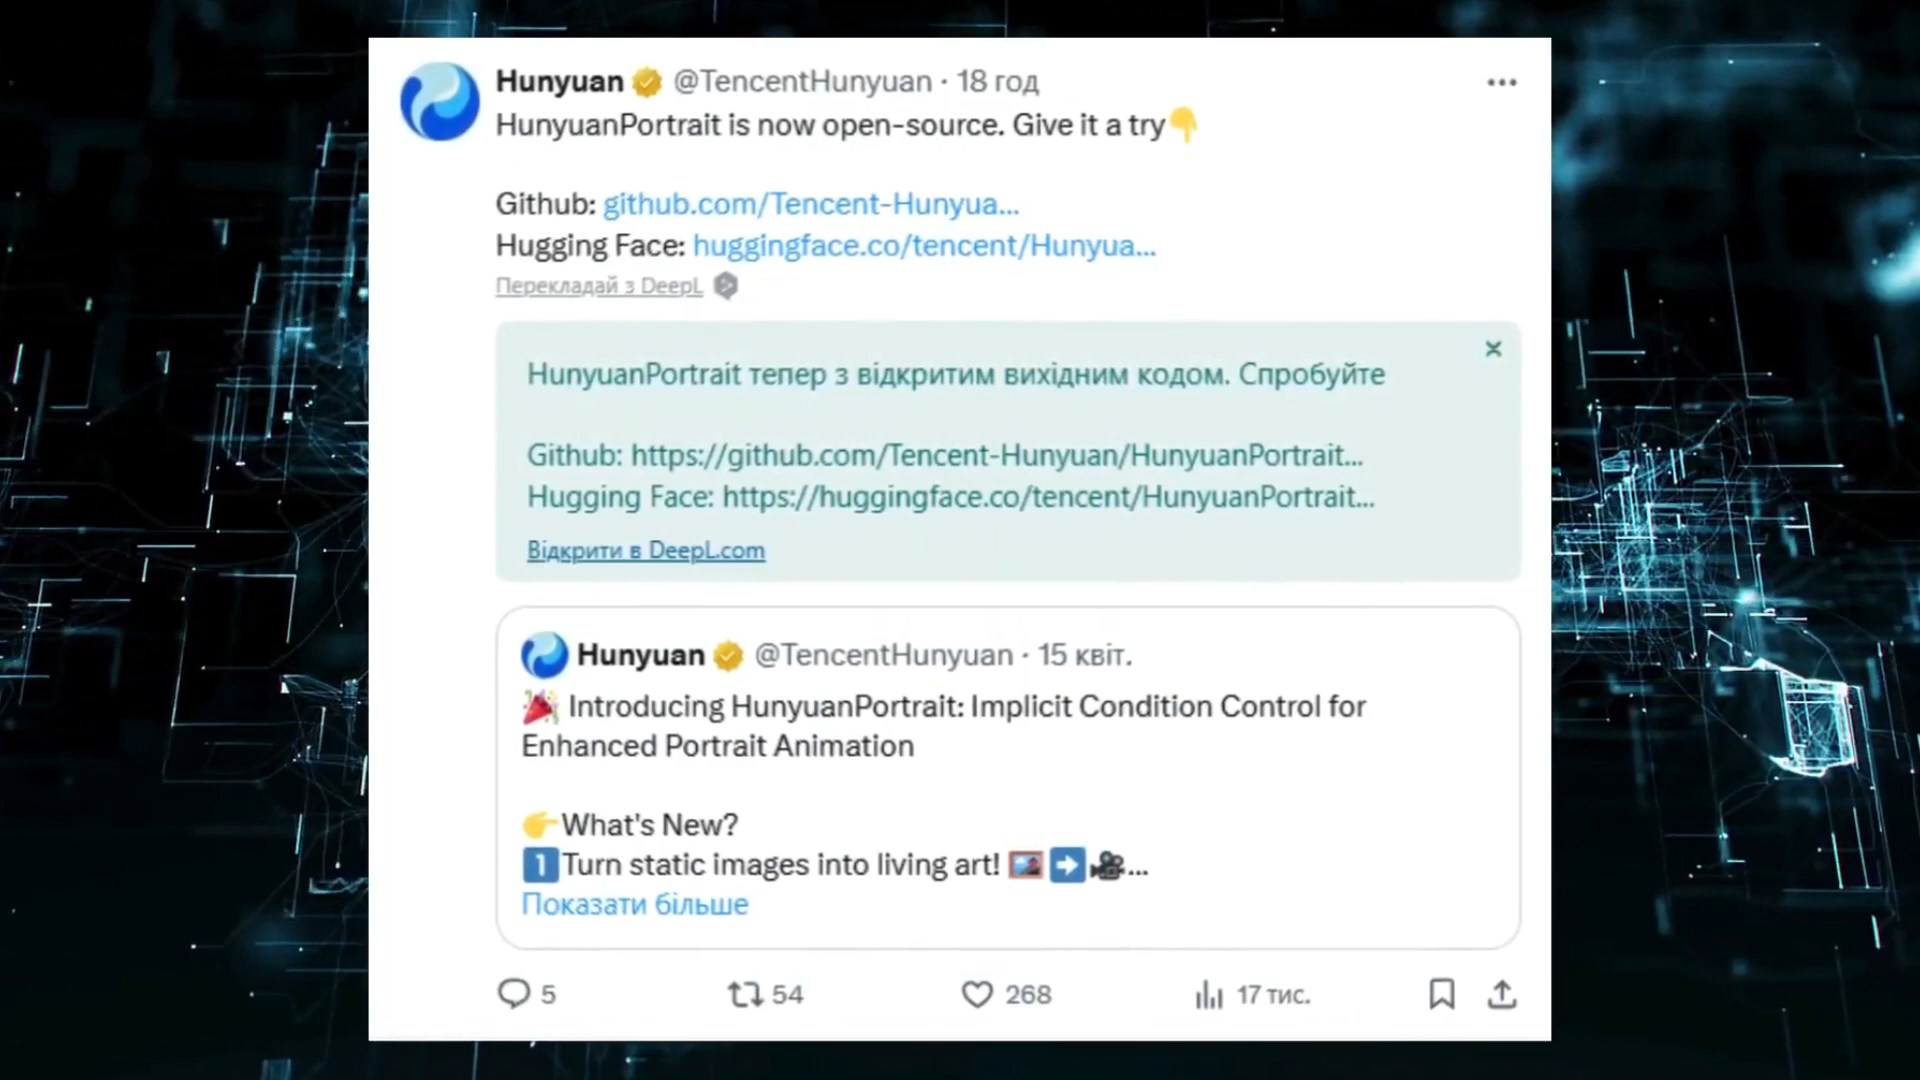 Hunyuan @TencentHunyuan · 18 год
HunyuanPortrait is now open-source. Give it a try👇
Github: github.com/Tencent-Hunyua...
Hugging Face: huggingface.co/tencent/Hunyua...
Перекладай з DeepL
HunyuanPortrait тепер з відкритим вихідним кодом. Спробуйте
Github: https://github.com/Tencent-Hunyuan/HunyuanPortrait...
Hugging Face: https://huggingface.co/tencent/HunyuanPortrait...
Відкрити в DeepL.com
Hunyuan @TencentHunyuan · 15 квіт.
🎉 Introducing HunyuanPortrait: Implicit Condition Control for
Enhanced Portrait Animation
👉What's New?
1️⃣Turn static images into living art! 🖼️➡️🎥...
Показати більше
5 54 268 17 тис.